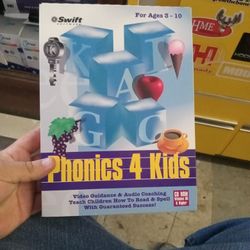 Swift
For Ages 3 - 10
K
A
G
C
Phonics 4 Kids
Video Guidance & Audio Coaching
Teach Children How To Read & Spell
With Guaranteed Success!
CD ROM
HME
H!